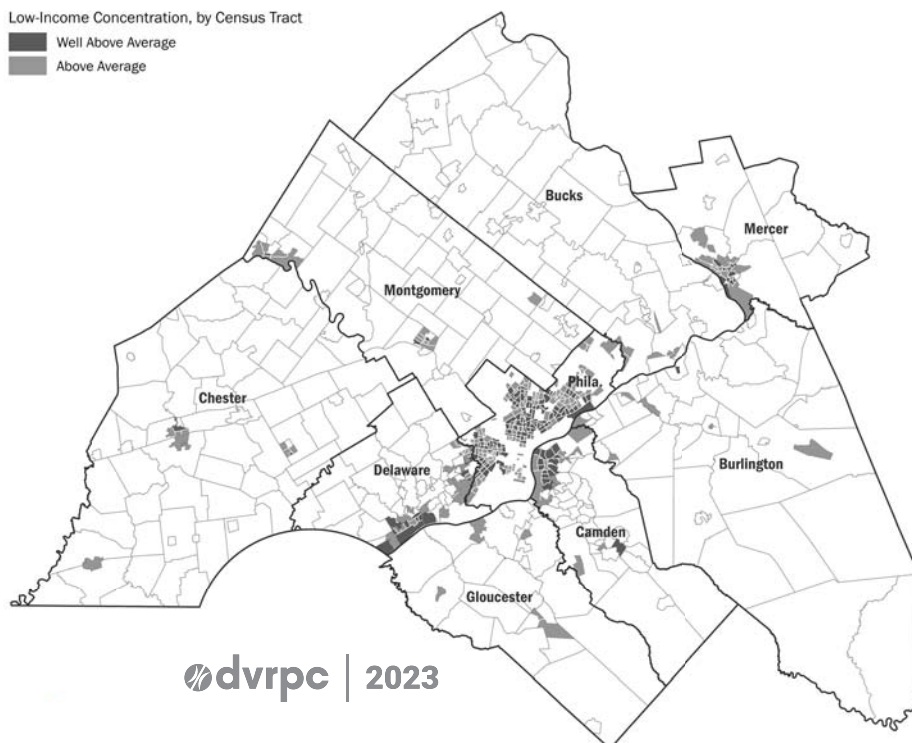 Low-Income Concentration, by Census Tract
Well Above Average
Above Average
Bucks
Mercer
Montgomery
Phila.
Chester
Delaware
Burlington
Camden
Gloucester
dvrpc | 2023